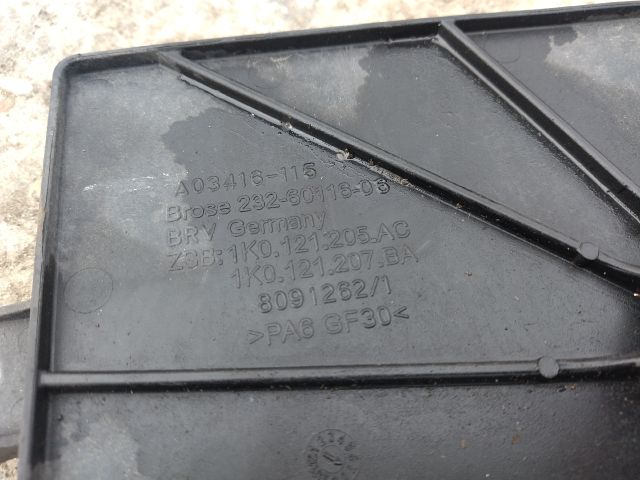 A03416-115
Brose 232-60116-06
BRV Germany
ZSB: 1K0.121.205.AC
1K0.121.207.BA
8091262/1
>PA6 GF30<